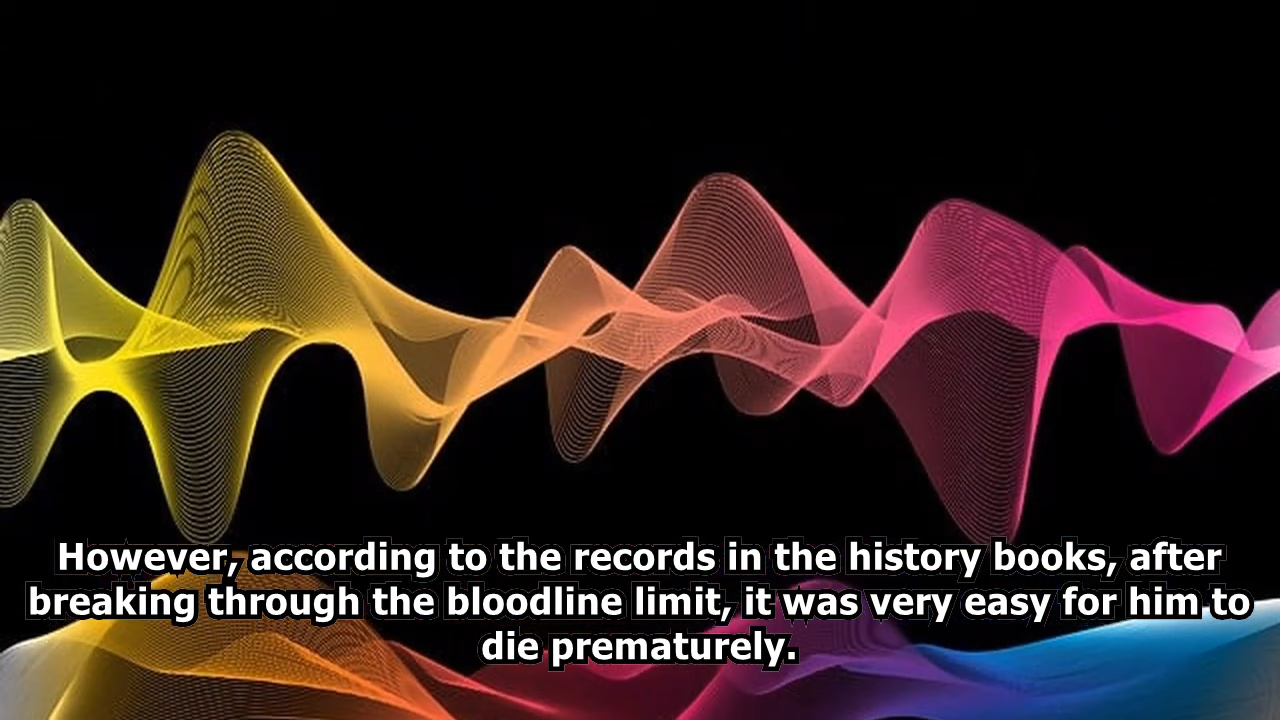 However, according to the records in the history books, after
breaking through the bloodline limit, it was very easy for him to
die prematurely.